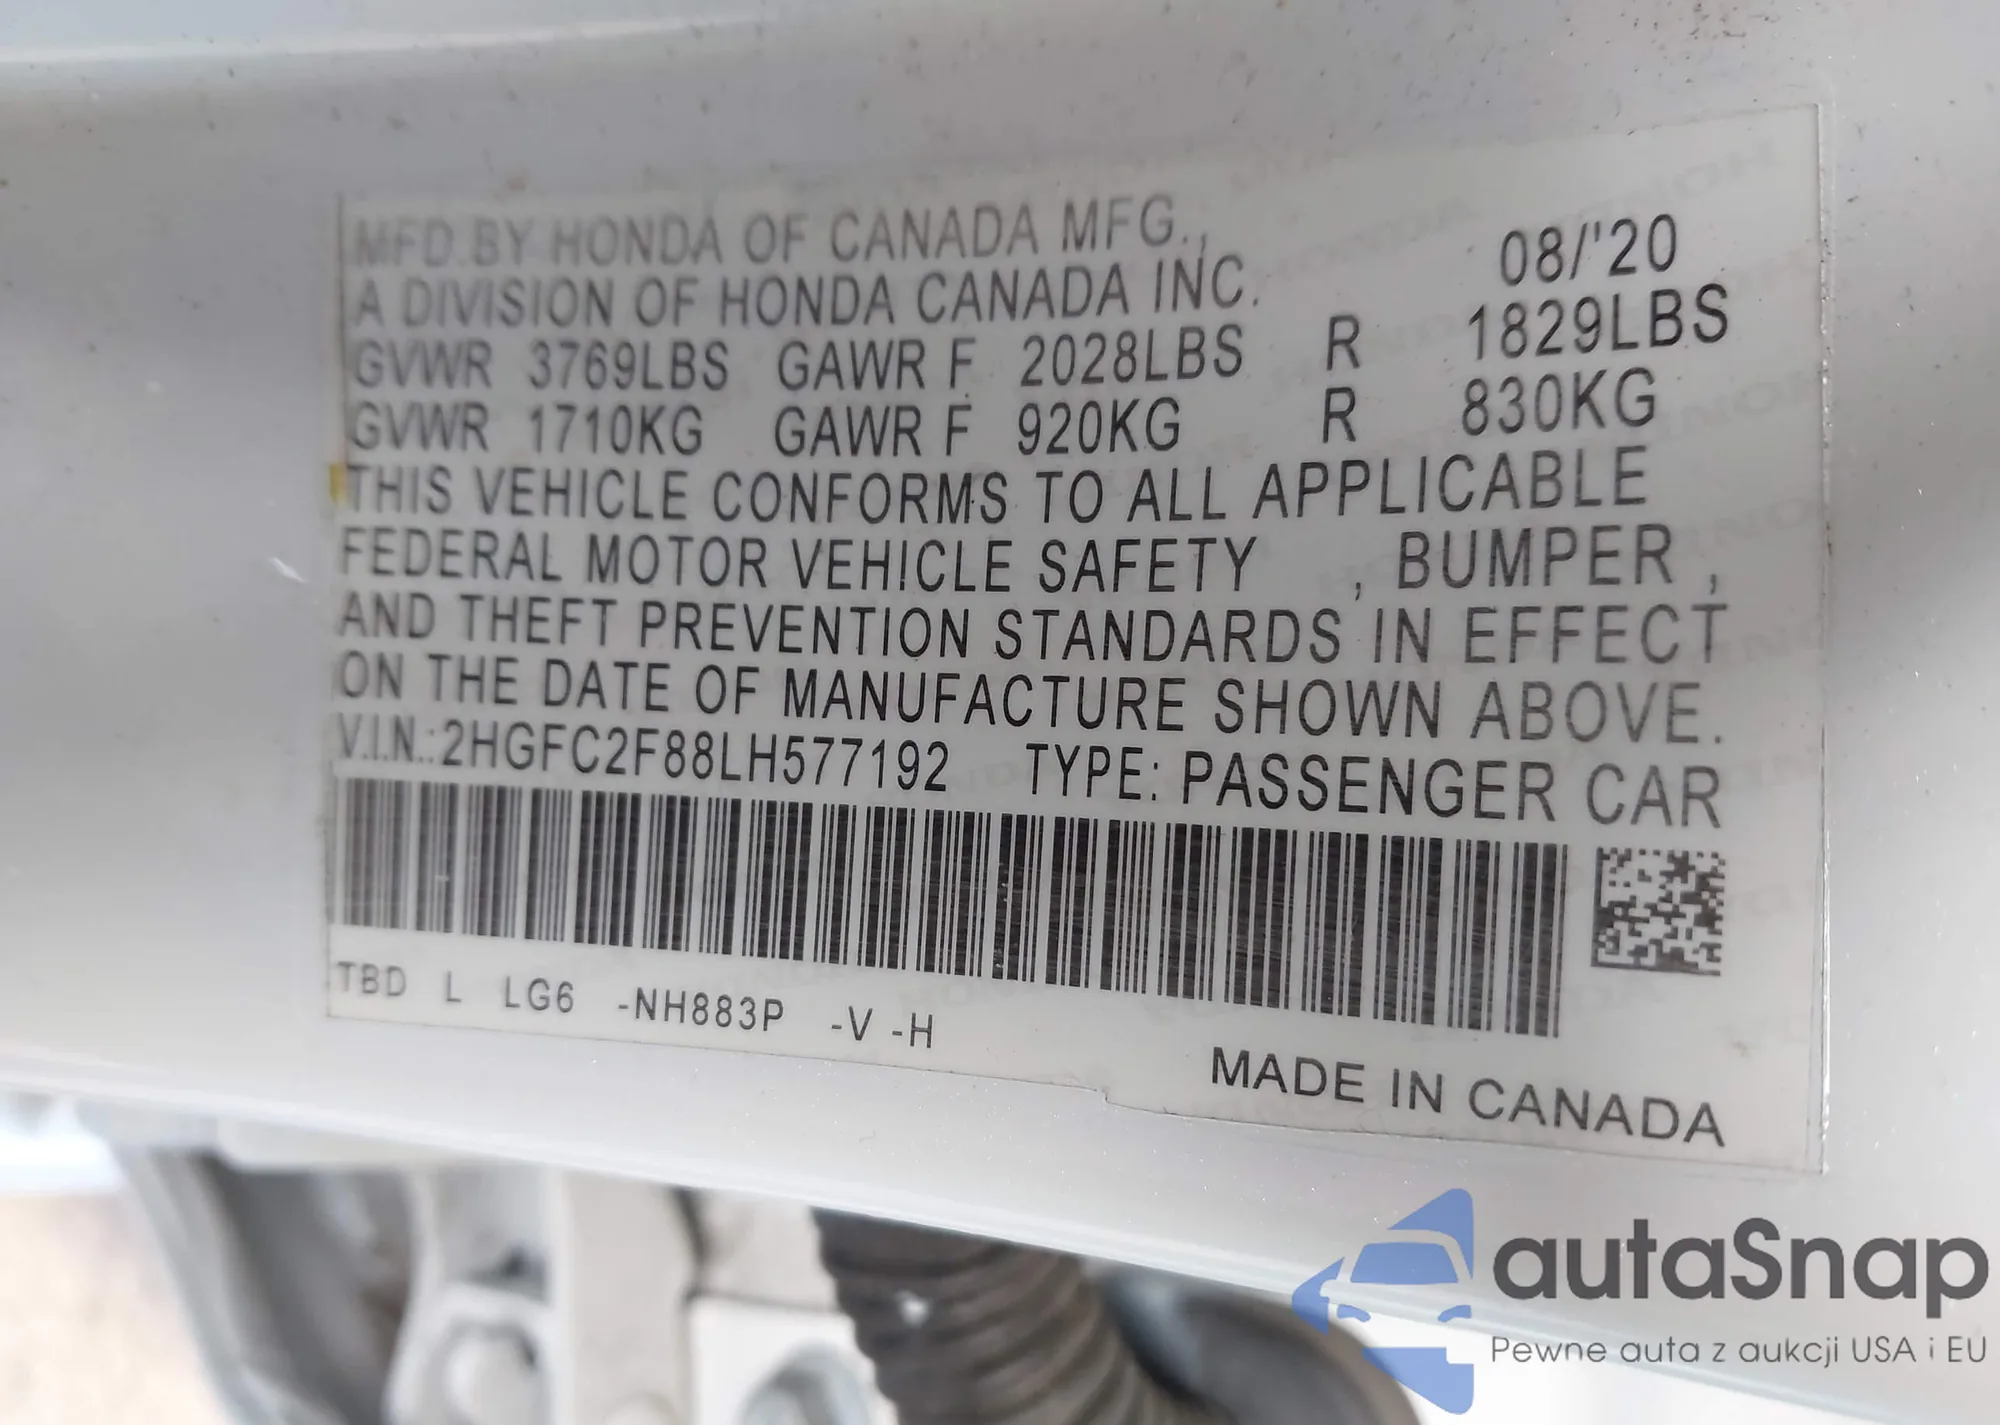 MFD.BY HONDA OF CANADA MFG.,
08/'20
A DIVISION OF HONDA CANADA INC.
GVWR 3769LBS GAWR F 2028LBS R 1829LBS
GVWR 1710KG GAWR F 920KG R 830KG
THIS VEHICLE CONFORMS TO ALL APPLICABLE
FEDERAL MOTOR VEHICLE SAFETY , BUMPER ,
AND THEFT PREVENTION STANDARDS IN EFFECT
ON THE DATE OF MANUFACTURE SHOWN ABOVE.
V.I.N.:2HGFC2F88LH577192 TYPE: PASSENGER CAR
TBD L LG6 -NH883P -V -H
MADE IN CANADA
autaSnap
Pewne auta z aukcji USA i EU